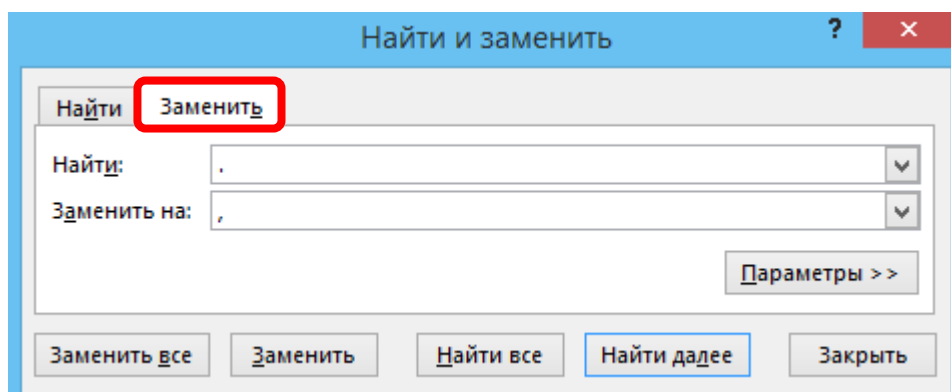 Найти и заменить ? ×
Найти Заменить
Найти: .
Заменить на: ,
Параметры >>
Заменить все Заменить Найти все Найти далее Закрыть